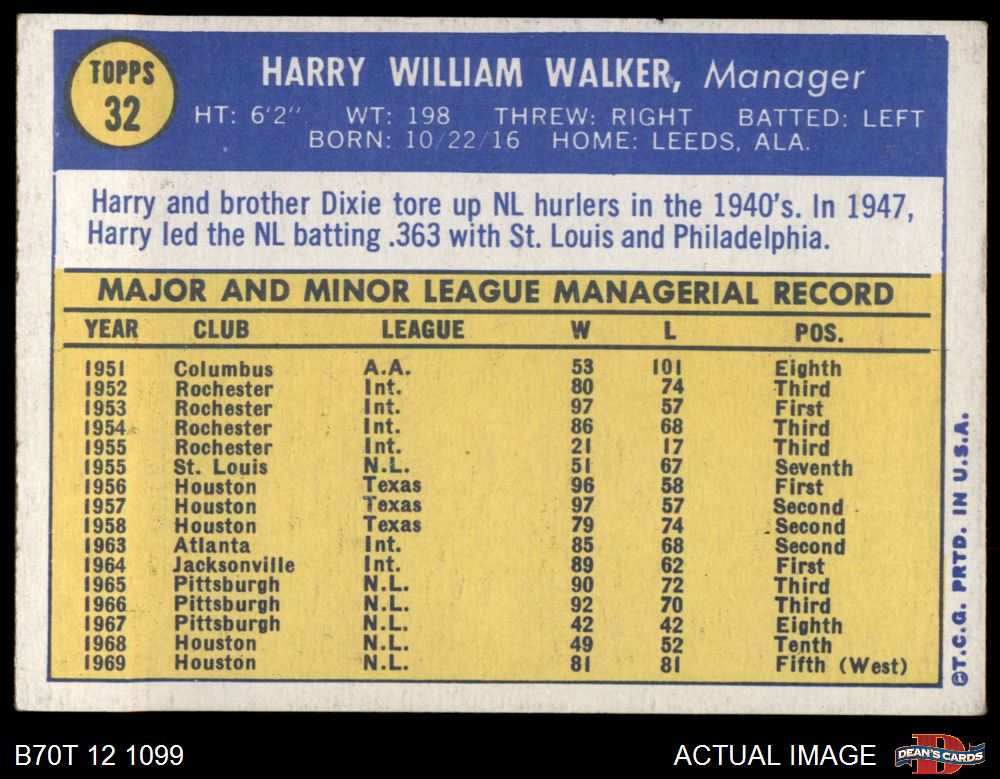 TOPPS
32
HARRY WILLIAM WALKER, Manager
HT: 6'2" WT: 198 THREW: RIGHT BATTED: LEFT
BORN: 10/22/16 HOME: LEEDS, ALA.
Harry and brother Dixie tore up NL hurlers in the 1940's. In 1947,
Harry led the NL batting .363 with St. Louis and Philadelphia.
MAJOR AND MINOR LEAGUE MANAGERIAL RECORD
YEAR CLUB LEAGUE W L POS.
1951 Columbus A.A. 53 101 Eighth
1952 Rochester Int. 80 74 Third
1953 Rochester Int. 97 57 First
1954 Rochester Int. 86 68 Third
1955 Rochester Int. 21 17 Third
1955 St. Louis N.L. 51 67 Seventh
1956 Houston Texas 96 58 First
1957 Houston Texas 97 57 Second
1958 Houston Texas 79 74 Second
1963 Atlanta Int. 85 68 Second
1964 Jacksonville Int. 89 62 First
1965 Pittsburgh N.L. 90 72 Third
1966 Pittsburgh N.L. 92 70 Third
1967 Pittsburgh N.L. 42 42 Eighth
1968 Houston N.L. 49 52 Tenth
1969 Houston N.L. 81 81 Fifth (West)
©T.C.G. PRTD. IN U.S.A.
B70T 12 1099
ACTUAL IMAGE
D
DEAN'S CARDS